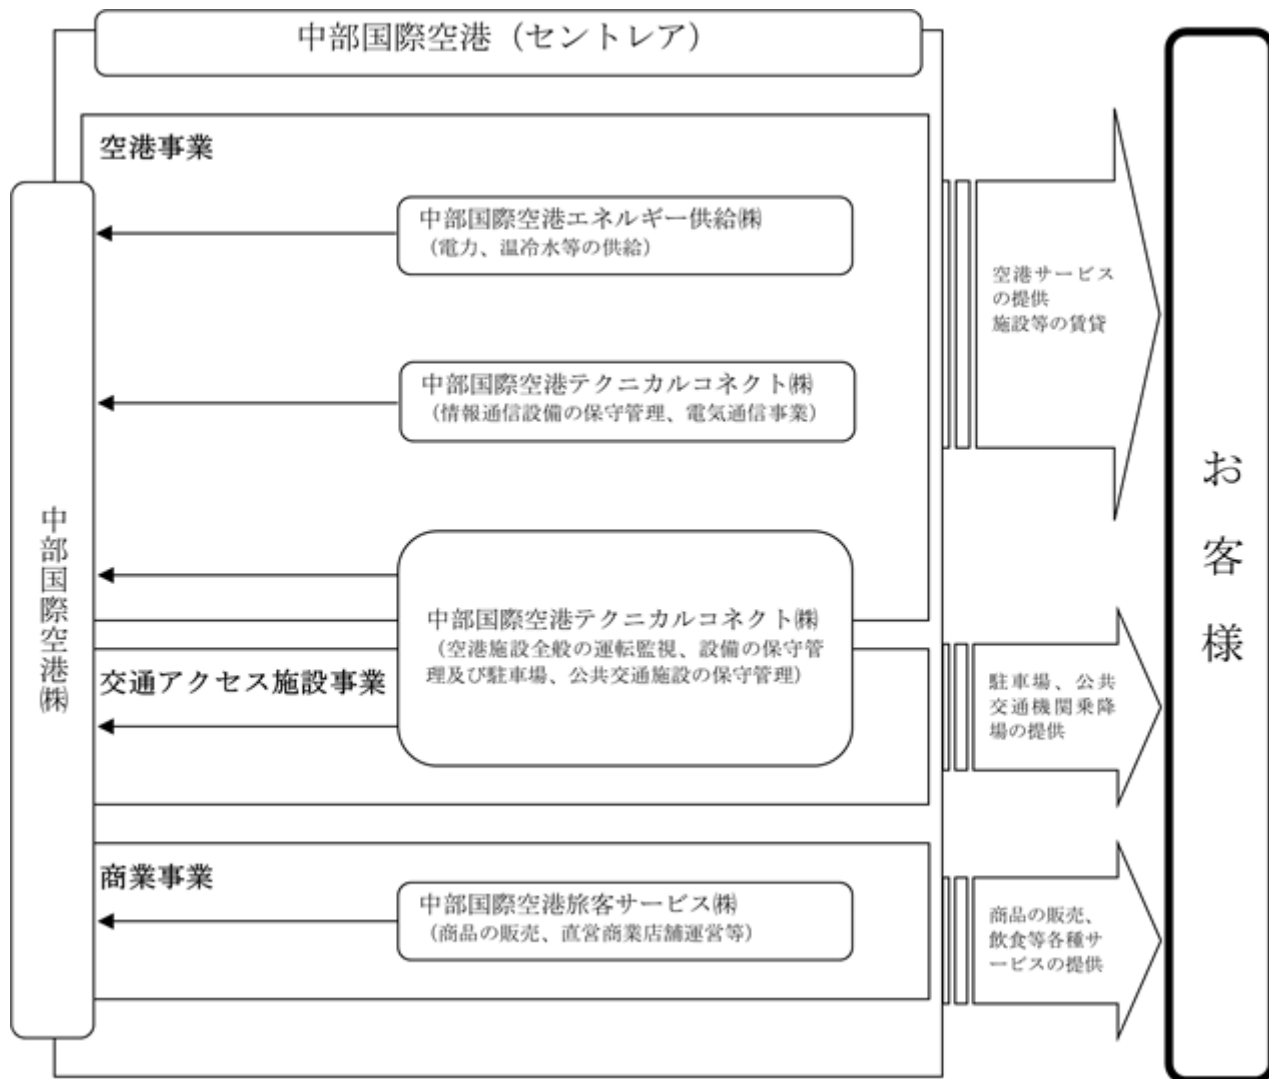 中部国際空港（セントレア）
空港事業
中部国際空港エネルギー供給㈱
（電力、温冷水等の供給）
空港サービス
の提供
施設等の賃貸
中部国際空港テクニカルコネクト㈱
（情報通信設備の保守管理、電気通信事業）
中部国際空港㈱
お客様
中部国際空港テクニカルコネクト㈱
（空港施設全般の運転監視、設備の保守管
理及び駐車場、公共交通施設の保守管理）
交通アクセス施設事業
駐車場、公共
交通機関乗降
場の提供
商業事業
中部国際空港旅客サービス㈱
（商品の販売、直営商業店舗運営等）
商品の販売、
飲食等各種サ
ービスの提供